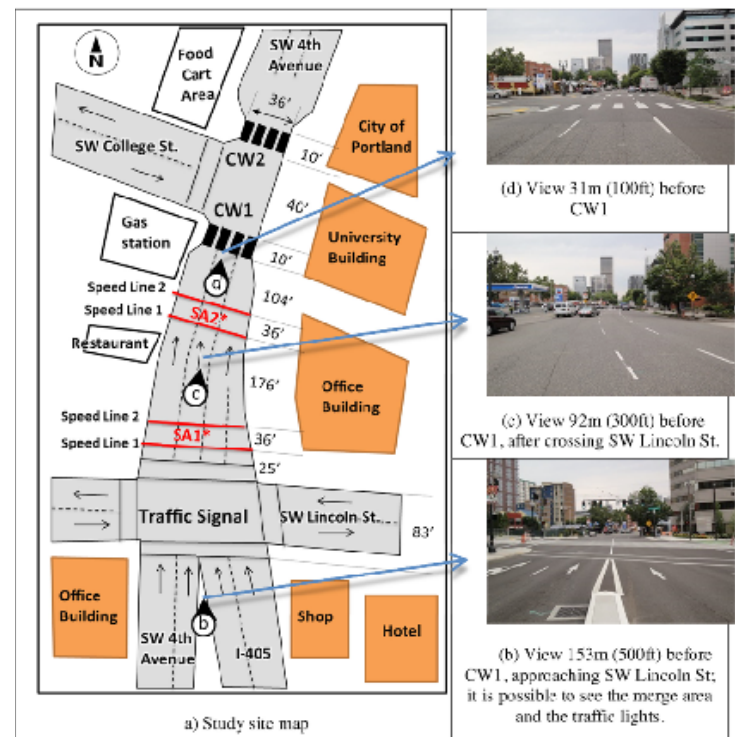 N
Food
Cart
Area
SW 4th
Avenue
36'
City of
Portland
SW College St.
CW2
10'
CW1
40'
Gas
station
University
Building
10'
Speed Line 2
104'
Speed Line 1
SA2*
36'
Restaurant
176'
c
Office
Building
Speed Line 2
SA1*
Speed Line 1
36'
25'
Traffic Signal
SW Lincoln St.
83'
Office
Building
b
Shop
Hotel
SW 4th
Avenue
I-405
a) Study site map
(d) View 31m (100ft) before
CW1
(c) View 92m (300ft) before
CW1, after crossing SW Lincoln St.
(b) View 153m (500ft) before
CW1, approaching SW Lincoln St;
it is possible to see the merge area
and the traffic lights.